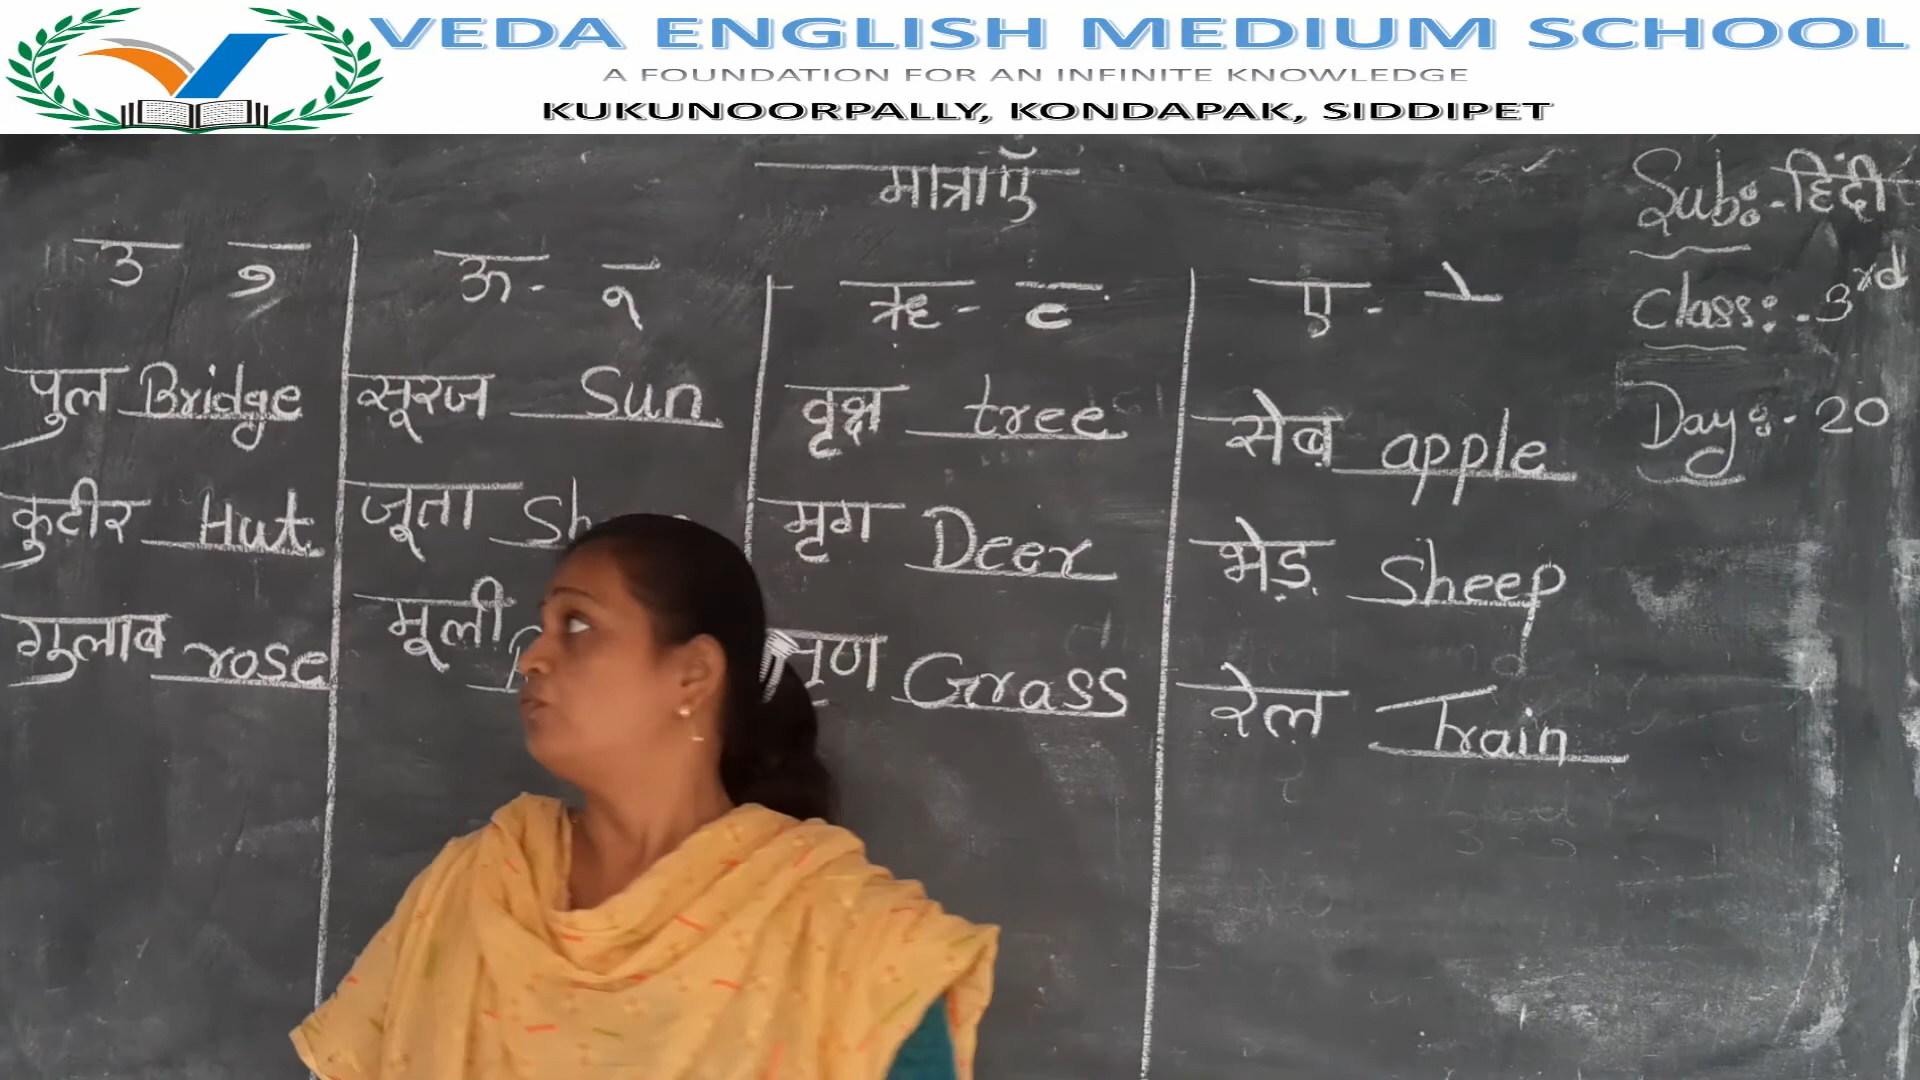 VEDA ENGLISH MEDIUM SCHOOL
A FOUNDATION FOR AN INFINITE KNOWLEDGE
KUKUNOORPALLY, KONDAPAK, SIDDIPET
मात्राएँ
Sub:- हिंदी
Class:- 3rd
Day:- 20
उ ु
पुल Bridge
कुटीर Hut
गुलाब rose
ऊ - ू
सूरज Sun
जूता
मूली
ऋ - ृ
वृक्ष tree
मृग Deer
Grass
ए - े
सेब apple
भेड़ Sheep
रेल Train